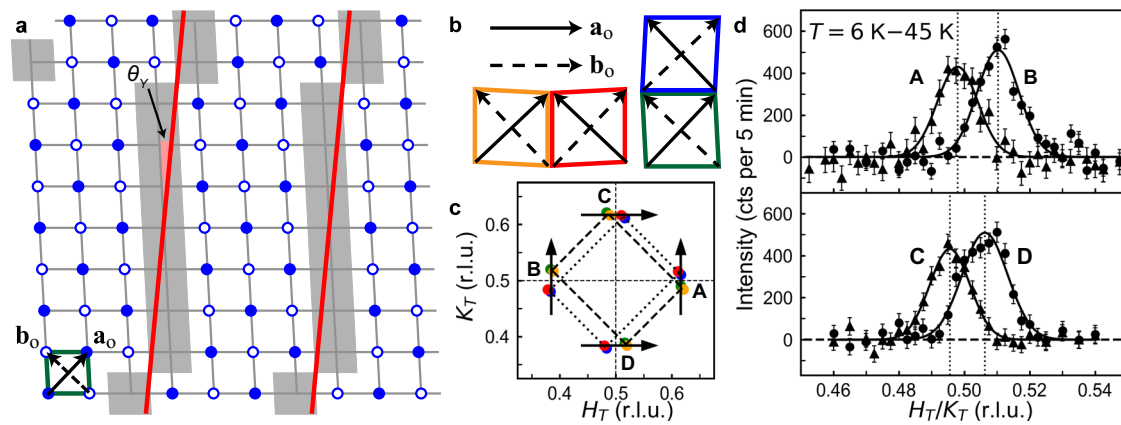 a
θY
bo
ao
b
ao
bo
c
KT (r.l.u.)
0.6
0.5
0.4
C
B
A
D
0.4
0.5
0.6
HT (r.l.u.)
d
Intensity (cts per 5 min)
T = 6 K−45 K
600
400
200
0
A
B
600
400
200
0
C
D
0.46
0.48
0.50
0.52
0.54
HT/KT (r.l.u.)